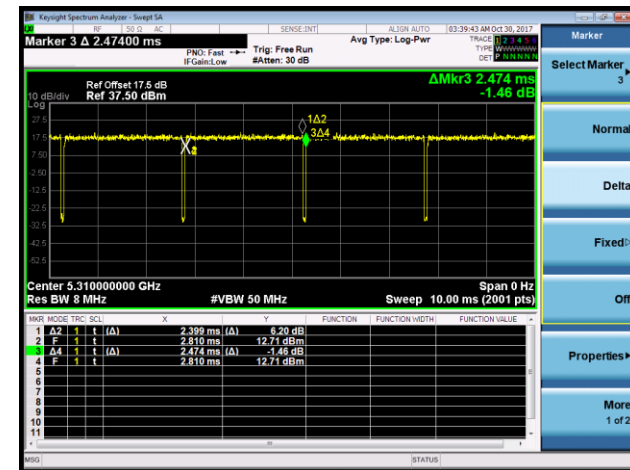 Keysight Spectrum Analyzer - Swept SA
RF 50 Ω AC SENSE:INT ALIGN AUTO 03:39:43 AM Oct 30, 2017
Marker 3 Δ 2.47400 ms
PNO: Fast
IFGain:Low
Trig: Free Run
#Atten: 30 dB
Avg Type: Log-Pwr
TRACE 1 2 3 4 5 6
TYPE WWWWWW
DET P N N N N N
Ref Offset 17.5 dB
10 dB/div Ref 37.50 dBm
Log
ΔMkr3 2.474 ms
-1.46 dB
27.5
17.5
7.50
-2.50
-12.5
-22.5
-32.5
-42.5
-52.5
1Δ2
3Δ4
Center 5.310000000 GHz Span 0 Hz
Res BW 8 MHz #VBW 50 MHz Sweep 10.00 ms (2001 pts)
MKR MODE TRC SCL X Y FUNCTION FUNCTION WIDTH FUNCTION VALUE
1 Δ2 1 t (Δ) 2.399 ms (Δ) 6.20 dB
2 F 1 t 2.810 ms 12.71 dBm
3 Δ4 1 t (Δ) 2.474 ms (Δ) -1.46 dB
4 F 1 t 2.810 ms 12.71 dBm
5
6
7
8
9
10
11
MSG STATUS
Marker
Select Marker
3
Normal
Delta
Fixed
Off
Properties
More
1 of 2